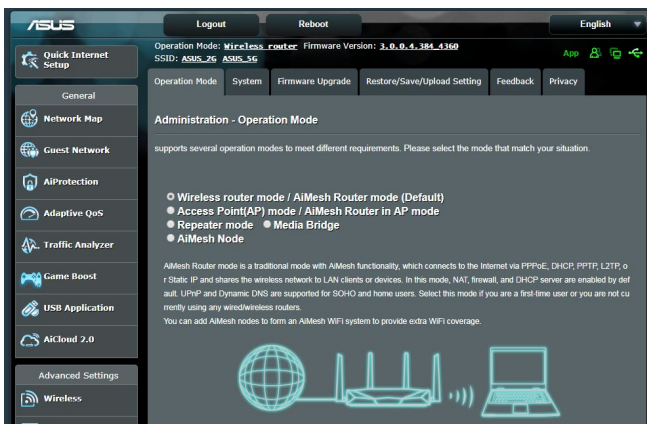 ASUS
Logout
Reboot
English
Quick Internet
Setup
Operation Mode: Wireless router Firmware Version: 3.0.0.4.384_4360
SSID: ASUS_2G ASUS_5G
App
Operation Mode System Firmware Upgrade Restore/Save/Upload Setting Feedback Privacy
General
Network Map
Guest Network
AiProtection
Adaptive QoS
Traffic Analyzer
Game Boost
USB Application
AiCloud 2.0
Advanced Settings
Wireless
Administration - Operation Mode
supports several operation modes to meet different requirements. Please select the mode that match your situation.
Wireless router mode / AiMesh Router mode (Default)
Access Point(AP) mode / AiMesh Router in AP mode
Repeater mode Media Bridge
AiMesh Node
AiMesh Router mode is a traditional mode with AiMesh functionality, which connects to the Internet via PPPoE, DHCP, PPTP, L2TP, o
r Static IP and shares the wireless network to LAN clients or devices. In this mode, NAT, firewall, and DHCP server are enabled by def
ault. UPnP and Dynamic DNS are supported for SOHO and home users. Select this mode if you are a first-time user or you are not cu
rrently using any wired/wireless routers.
You can add AiMesh nodes to form an AiMesh WiFi system to provide extra WiFi coverage.